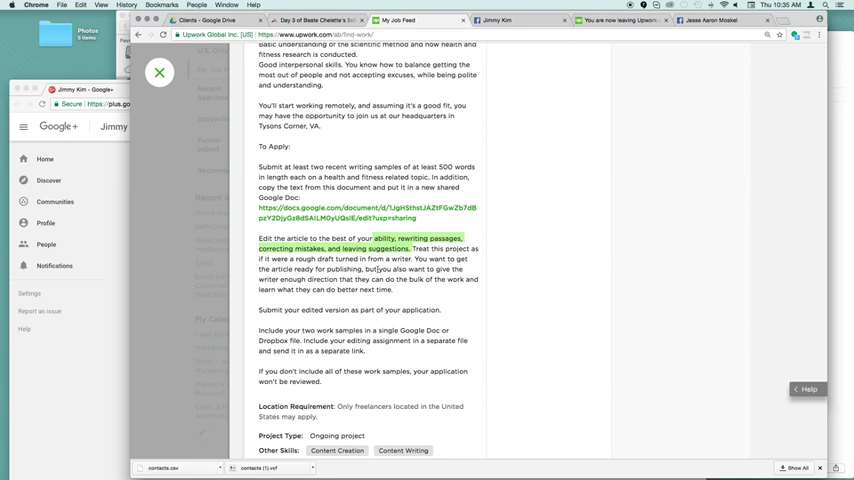 Chrome File Edit View History Bookmarks People Window Help
Tue May 2 10:35 AM
Photos
5 items
Clients - Google Drive
Day 3 of Beate Chelette's 5x
My Job Feed
Jimmy Kim
You are now leaving Upwork
Jesse Aaron Moskel
Upwork Global Inc. [US] https://www.upwork.com/ab/find-work/
Jimmy Kim - Google+
Secure https://plus.go
Google+ Jimmy
Home
Discover
Communities
Profile
People
Notifications
Settings
Report an issue
Help
My Job
Recent
Searches
basic understanding of the scientific method and how health and
fitness research is conducted.
Good interpersonal skills. You know how to balance getting the
most out of people and not accepting excuses, while being polite
and understanding.
You'll start working remotely, and assuming it's a good fit, you
may have the opportunity to join us at our headquarters in
Tysons Corner, VA.
To Apply:
Submit at least two recent writing samples of at least 500 words
in length each on a health and fitness related topic. In addition,
copy the text from this document and put it in a new shared
Google Doc:
https://docs.google.com/document/d/1JgHSthstJAZtFGwZb7dB
pzY2DjyGz8dSAILM0yUQsIE/edit?usp=sharing
Edit the article to the best of your ability, rewriting passages,
correcting mistakes, and leaving suggestions. Treat this project as
if it were a rough draft turned in from a writer. You want to get
the article ready for publishing, but you also want to give the
writer enough direction that they can do the bulk of the work and
learn what they can do better next time.
Submit your edited version as part of your application.
Include your two work samples in a single Google Doc or
Dropbox file. Include your editing assignment in a separate file
and send it in as a separate link.
If you don't include all of these work samples, your application
won't be reviewed.
Location Requirement: Only freelancers located in the United
States may apply.
Project Type: Ongoing project
Other Skills: Content Creation Content Writing
Help
contacts.csv
contacts (1).vcf
Show All